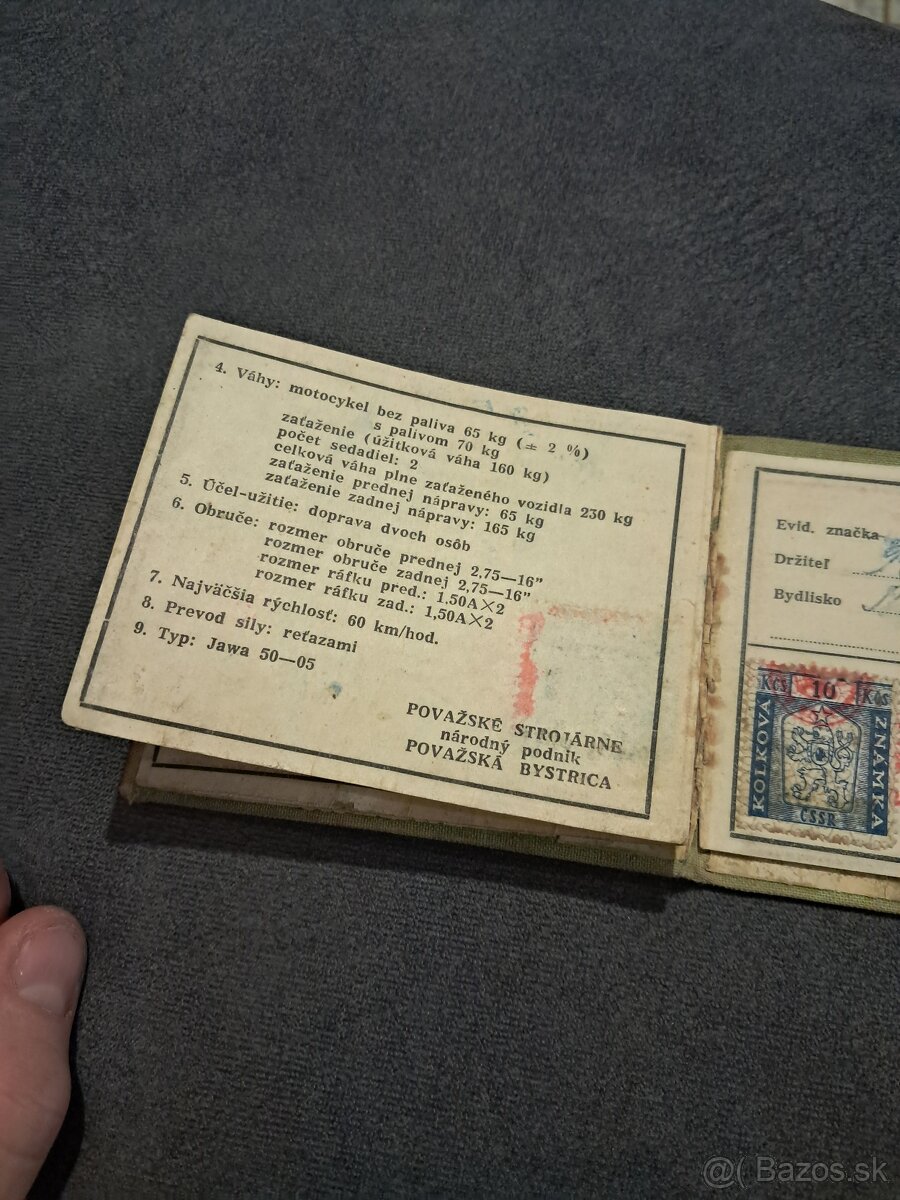 4. Váhy: motocykel bez paliva 65 kg (± 2 %)
s palivom 70 kg
zaťaženie (úžitková váha 160 kg)
počet sedadiel: 2
celková váha plne zaťaženého vozidla 230 kg
zaťaženie prednej nápravy: 65 kg
zaťaženie zadnej nápravy: 165 kg
5. Účel-užitie: doprava dvoch osôb
6. Obruče: rozmer obruče prednej 2,75—16"
rozmer obruče zadnej 2,75—16"
rozmer ráfku pred.: 1.50A×2
rozmer ráfku zad.: 1,50A×2
7. Najväčšia rýchlosť: 60 km/hod.
8. Prevod sily: reťazami
9. Typ: Jawa 50—05
POVAŽSKÉ STROJÁRNE
národný podnik
POVAŽSKÁ BYSTRICA
Evid. značka
Držiteľ
Bydlisko
Kčs 10 Kčs
KOLKOVÁ
ZNÁMKA
ČSSR
@( Bazos.sk